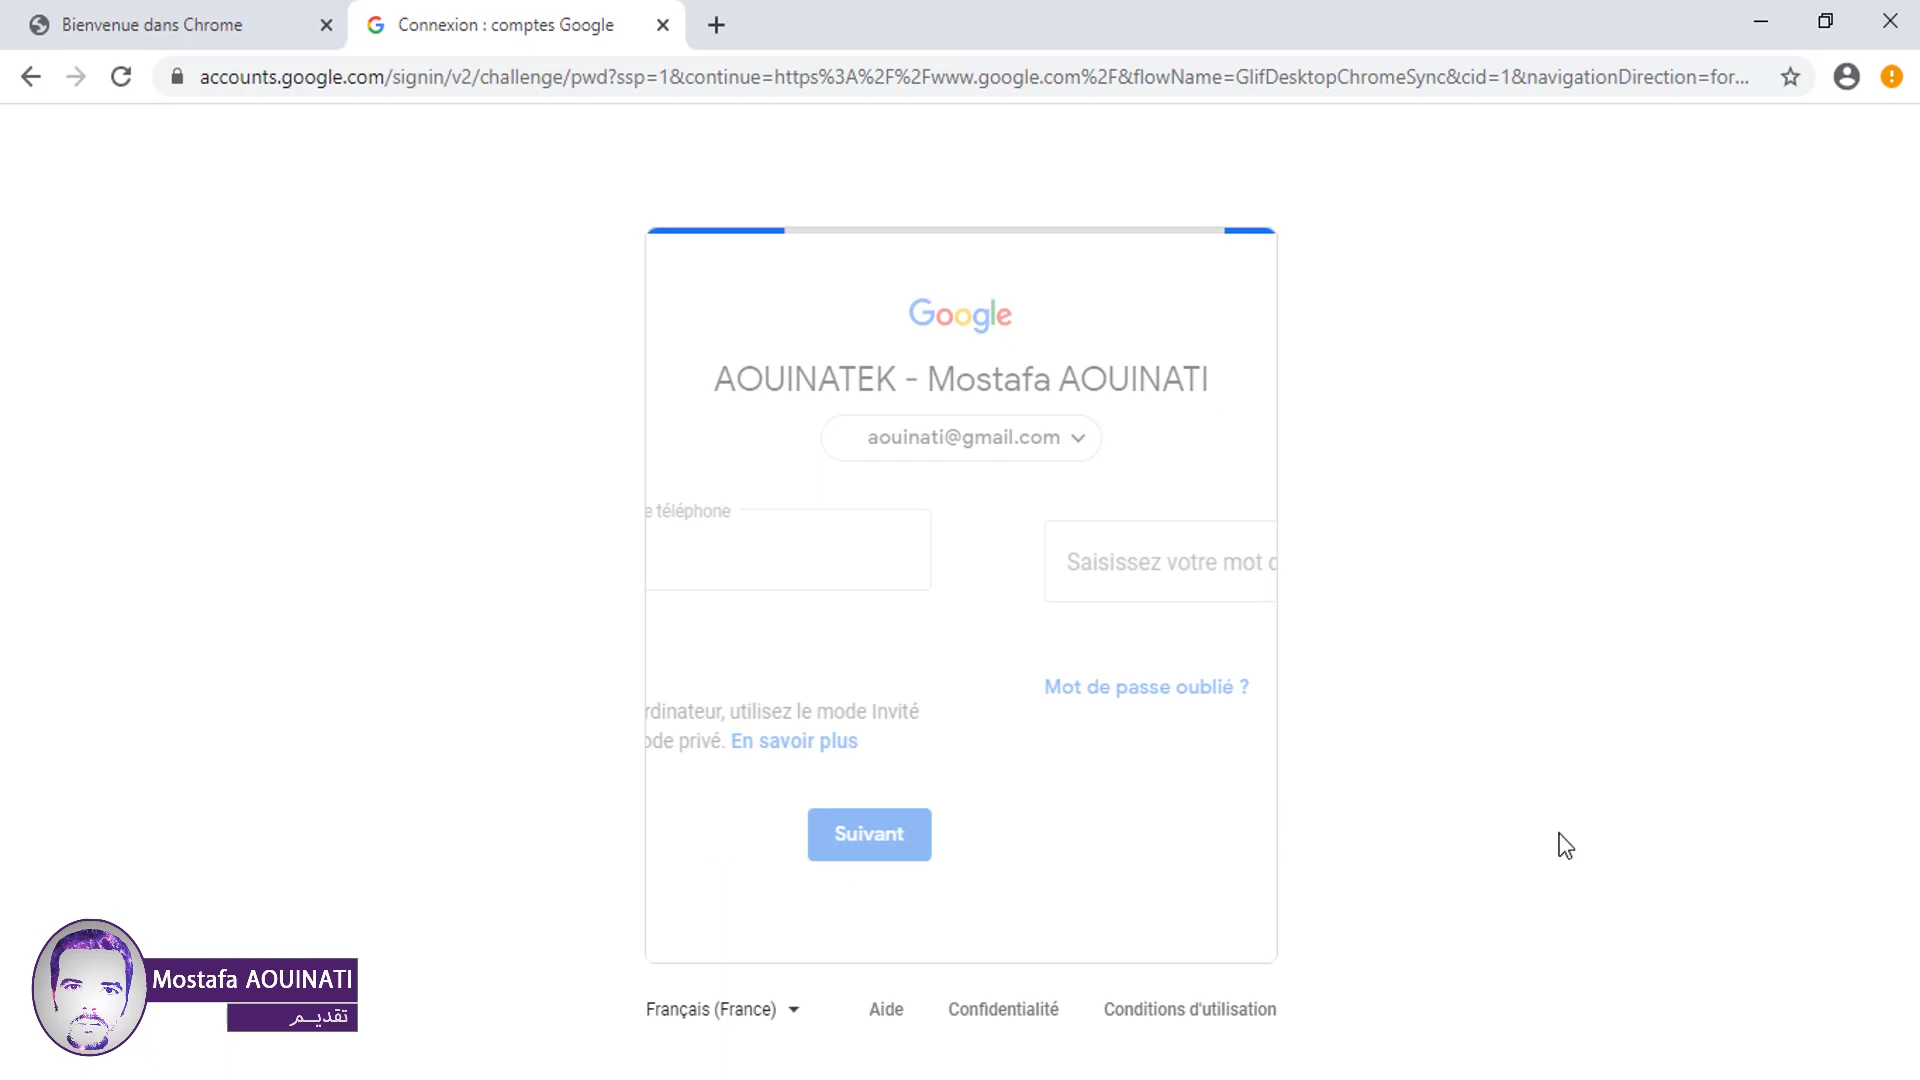 Bienvenue dans Chrome
Connexion : comptes Google
accounts.google.com/signin/v2/challenge/pwd?ssp=1&continue=https%3A%2F%2Fwww.google.com%2F&flowName=GlifDesktopChromeSync&cid=1&navigationDirection=for...
Google
AOUINATEK - Mostafa AOUINATI
aouinati@gmail.com
e téléphone
Saisissez votre mot d
Mot de passe oublié ?
rdinateur, utilisez le mode Invité
ode privé. En savoir plus
Suivant
Mostafa AOUINATI
تقديـم
Français (France)
Aide
Confidentialité
Conditions d'utilisation